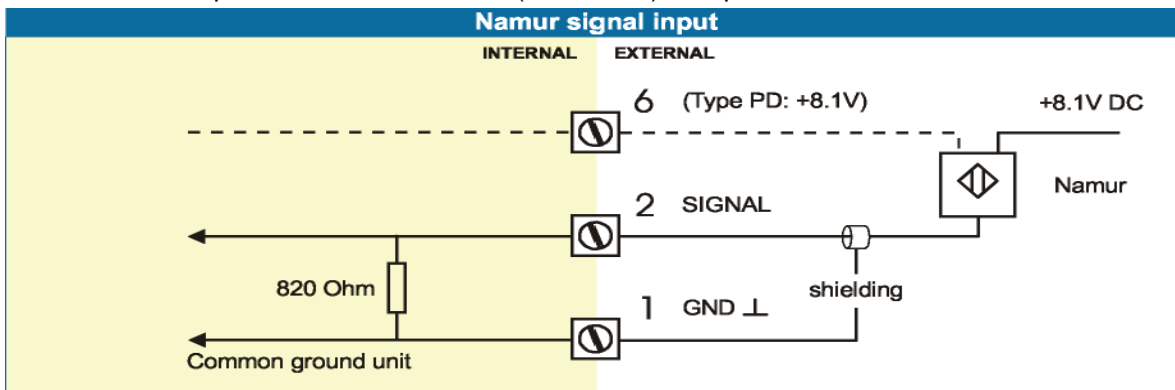 Namur signal input
INTERNAL EXTERNAL
6 (Type PD: +8.1V) +8.1V DC
Namur
2 SIGNAL
820 Ohm
shielding
1 GND ⊥
Common ground unit